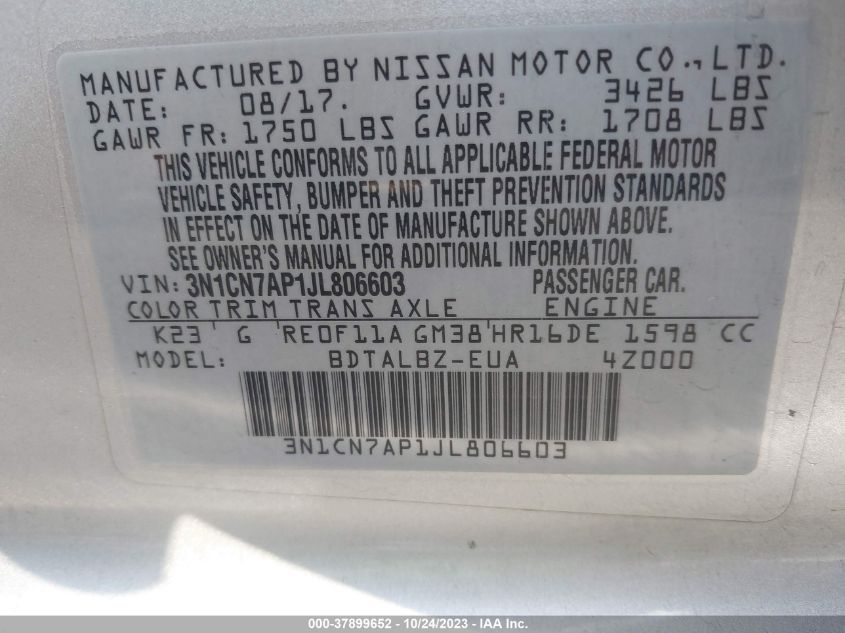 MANUFACTURED BY NISSAN MOTOR CO., LTD.
DATE: 08/17. GVWR: 3426 LBS
GAWR FR: 1750 LBS GAWR RR: 1708 LBS
THIS VEHICLE CONFORMS TO ALL APPLICABLE FEDERAL MOTOR
VEHICLE SAFETY, BUMPER AND THEFT PREVENTION STANDARDS
IN EFFECT ON THE DATE OF MANUFACTURE SHOWN ABOVE.
SEE OWNER'S MANUAL FOR ADDITIONAL INFORMATION.
VIN: 3N1CN7AP1JL806603 PASSENGER CAR.
COLOR TRIM TRANS AXLE ENGINE
K23 G RE0F11A GM38 HR16DE 1598 CC
MODEL: BDTALBZ-EUA 4Z000
3N1CN7AP1JL806603
000-37899652 - 10/24/2023 - IAA Inc.